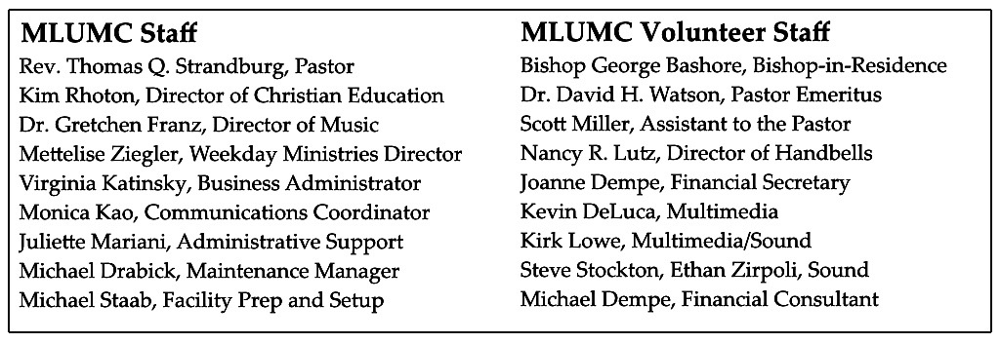 MLUMC Staff
Rev. Thomas Q. Strandburg, Pastor
Kim Rhoton, Director of Christian Education
Dr. Gretchen Franz, Director of Music
Mettelise Ziegler, Weekday Ministries Director
Virginia Katinsky, Business Administrator
Monica Kao, Communications Coordinator
Juliette Mariani, Administrative Support
Michael Drabick, Maintenance Manager
Michael Staab, Facility Prep and Setup
MLUMC Volunteer Staff
Bishop George Bashore, Bishop-in-Residence
Dr. David H. Watson, Pastor Emeritus
Scott Miller, Assistant to the Pastor
Nancy R. Lutz, Director of Handbells
Joanne Dempe, Financial Secretary
Kevin DeLuca, Multimedia
Kirk Lowe, Multimedia/Sound
Steve Stockton, Ethan Zirpoli, Sound
Michael Dempe, Financial Consultant